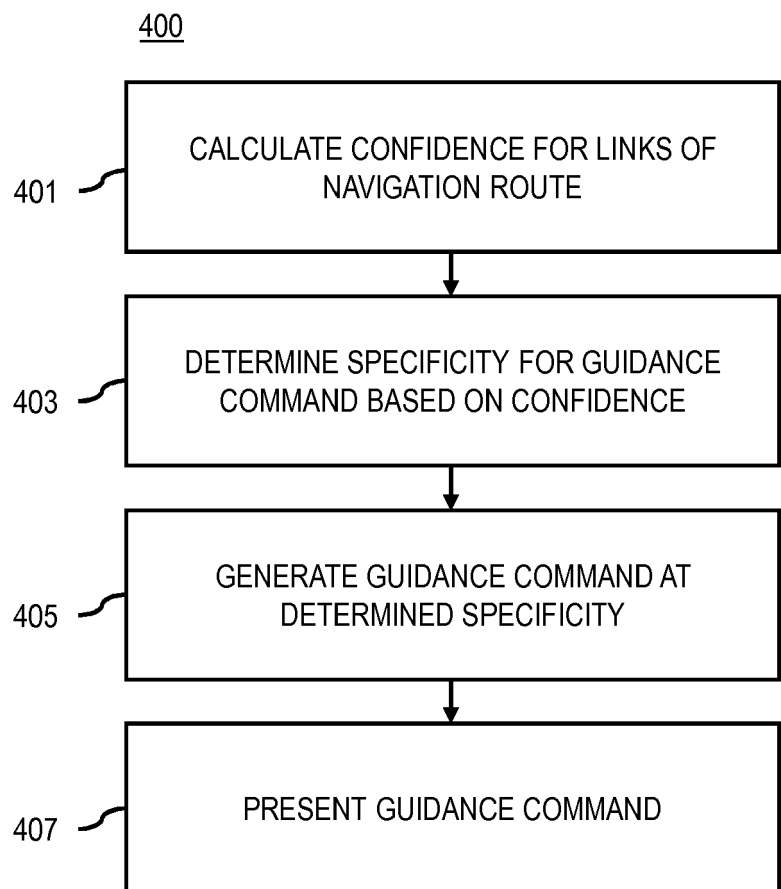 400
401
CALCULATE CONFIDENCE FOR LINKS OF
NAVIGATION ROUTE
403
DETERMINE SPECIFICITY FOR GUIDANCE
COMMAND BASED ON CONFIDENCE
405
GENERATE GUIDANCE COMMAND AT
DETERMINED SPECIFICITY
407
PRESENT GUIDANCE COMMAND